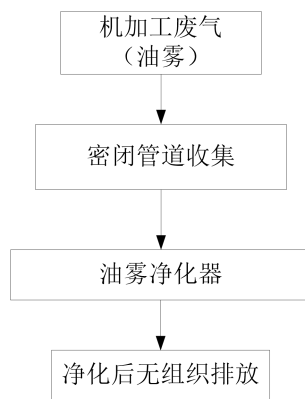 机加工废气
（油雾）
密闭管道收集
油雾净化器
净化后无组织排放